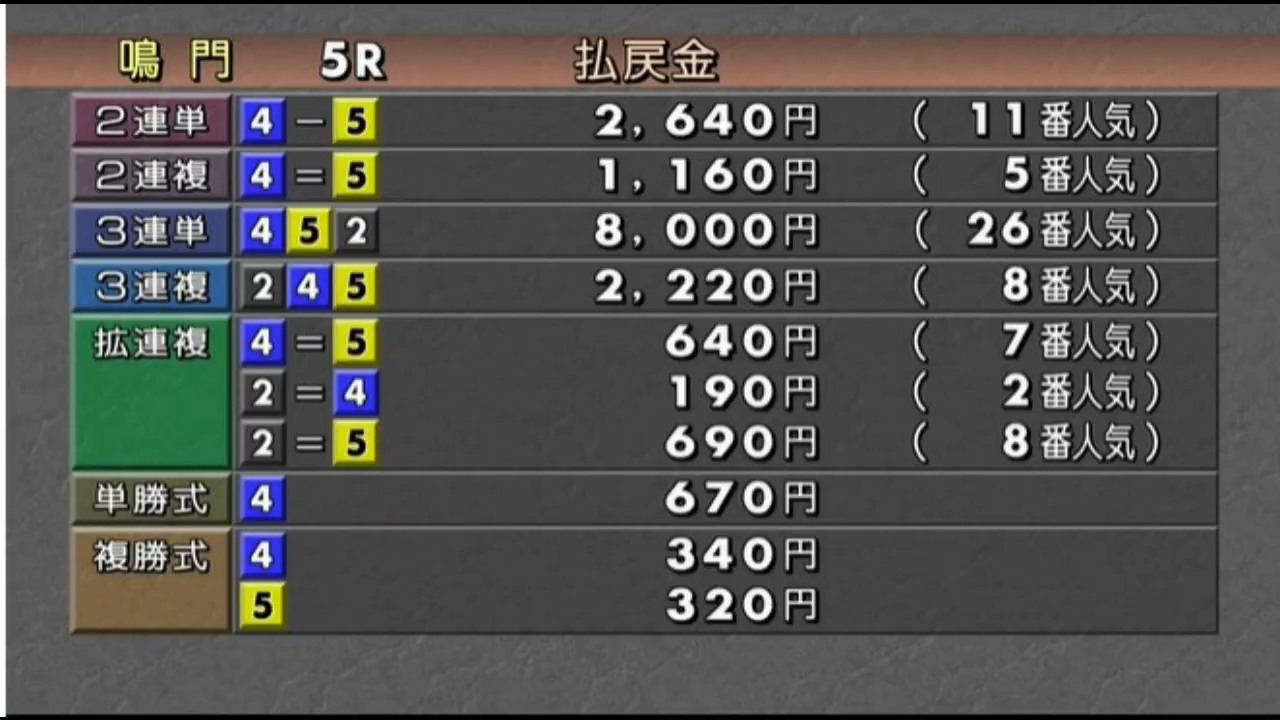 鳴門 5R 払戻金
2連単 4-5 2,640円 (11番人気)
2連複 4=5 1,160円 (5番人気)
3連単 4 5 2 8,000円 (26番人気)
3連複 2 4 5 2,220円 (8番人気)
拡連複 4=5 640円 (7番人気)
2=4 190円 (2番人気)
2=5 690円 (8番人気)
単勝式 4 670円
複勝式 4 340円
5 320円